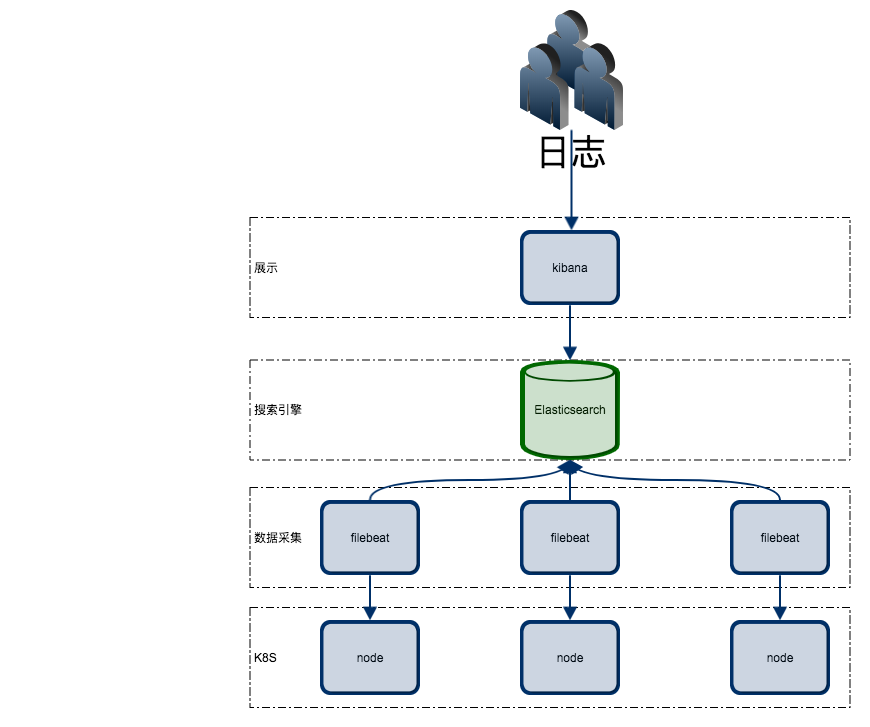 日志
展示
kibana
搜索引擎
Elasticsearch
数据采集
filebeat
filebeat
filebeat
K8S
node
node
node